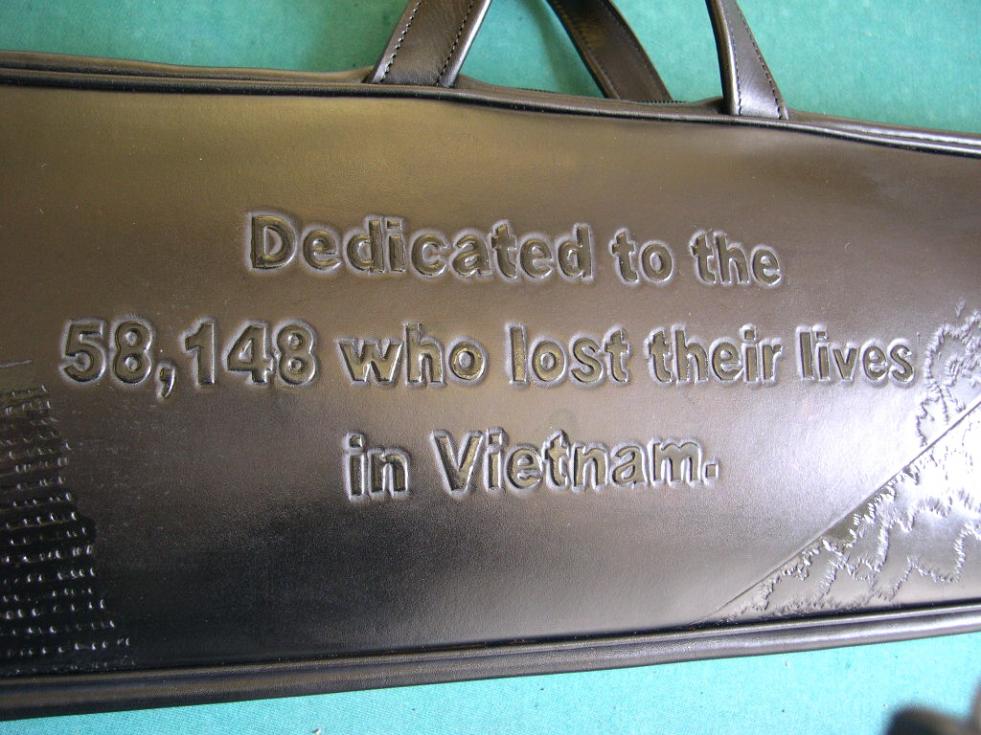 Dedicated to the
58,148 who lost their lives
in Vietnam.